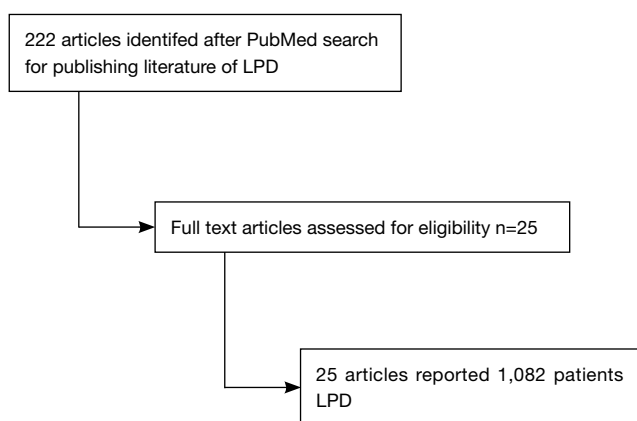 222 articles identifed after PubMed search
for publishing literature of LPD
Full text articles assessed for eligibility n=25
25 articles reported 1,082 patients
LPD